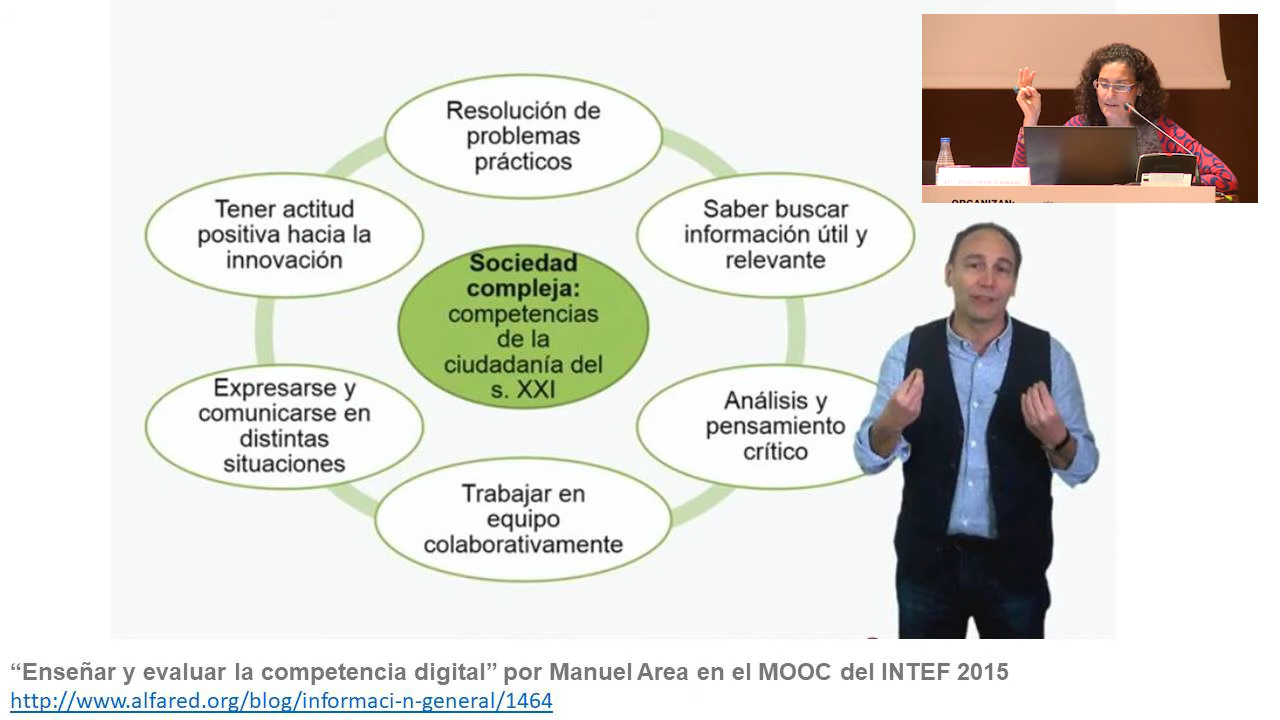 Resolución de
problemas
prácticos
Tener actitud
positiva hacia la
innovación
Saber buscar
información útil y
relevante
Sociedad
compleja:
competencias
de la
ciudadanía del
s. XXI
Expresarse y
comunicarse en
distintas
situaciones
Análisis y
pensamiento
crítico
Trabajar en
equipo
colaborativamente
ORGANIZAN:
“Enseñar y evaluar la competencia digital” por Manuel Area en el MOOC del INTEF 2015
http://www.alfared.org/blog/informaci-n-general/1464